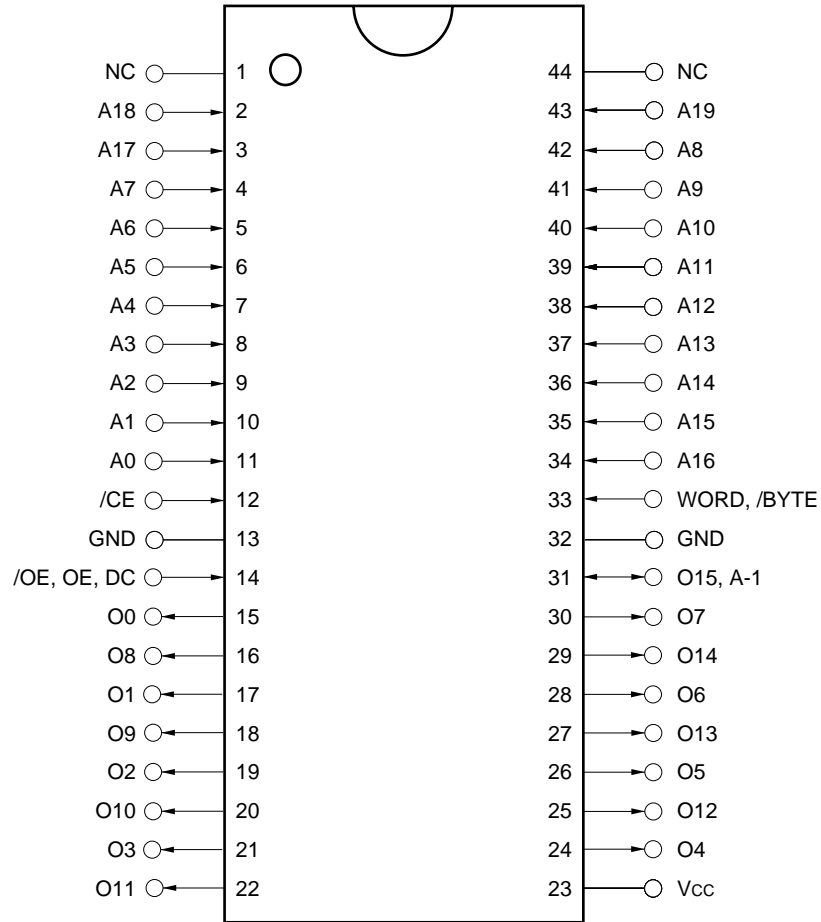 NC 1 44 NC
A18 2 43 A19
A17 3 42 A8
A7 4 41 A9
A6 5 40 A10
A5 6 39 A11
A4 7 38 A12
A3 8 37 A13
A2 9 36 A14
A1 10 35 A15
A0 11 34 A16
/CE 12 33 WORD, /BYTE
GND 13 32 GND
/OE, OE, DC 14 31 O15, A-1
O0 15 30 O7
O8 16 29 O14
O1 17 28 O6
O9 18 27 O13
O2 19 26 O5
O10 20 25 O12
O3 21 24 O4
O11 22 23 Vcc